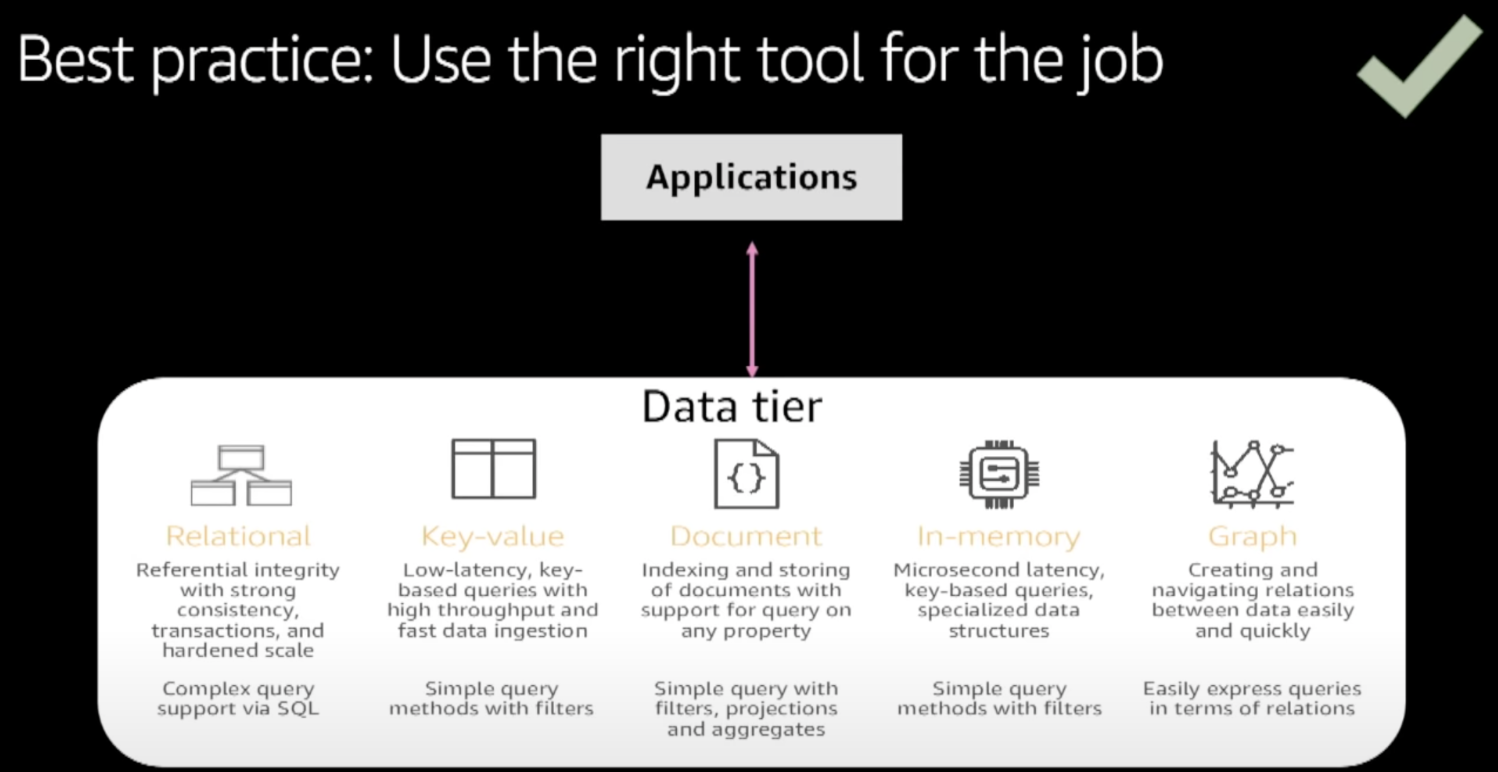 Best practice: Use the right tool for the job
Applications
Data tier
{}
Relational
Referential integrity
with strong
consistency,
transactions, and
hardened scale
Complex query
support via SQL
Key-value
Low-latency, key-
based queries with
high throughput and
fast data ingestion
Simple query
methods with filters
Document
Indexing and storing
of documents with
support for query on
any property
Simple query with
filters, projections
and aggregates
In-memory
Microsecond latency,
key-based queries,
specialized data
structures
Simple query
methods with filters
Graph
Creating and
navigating relations
between data easily
and quickly
Easily express queries
in terms of relations